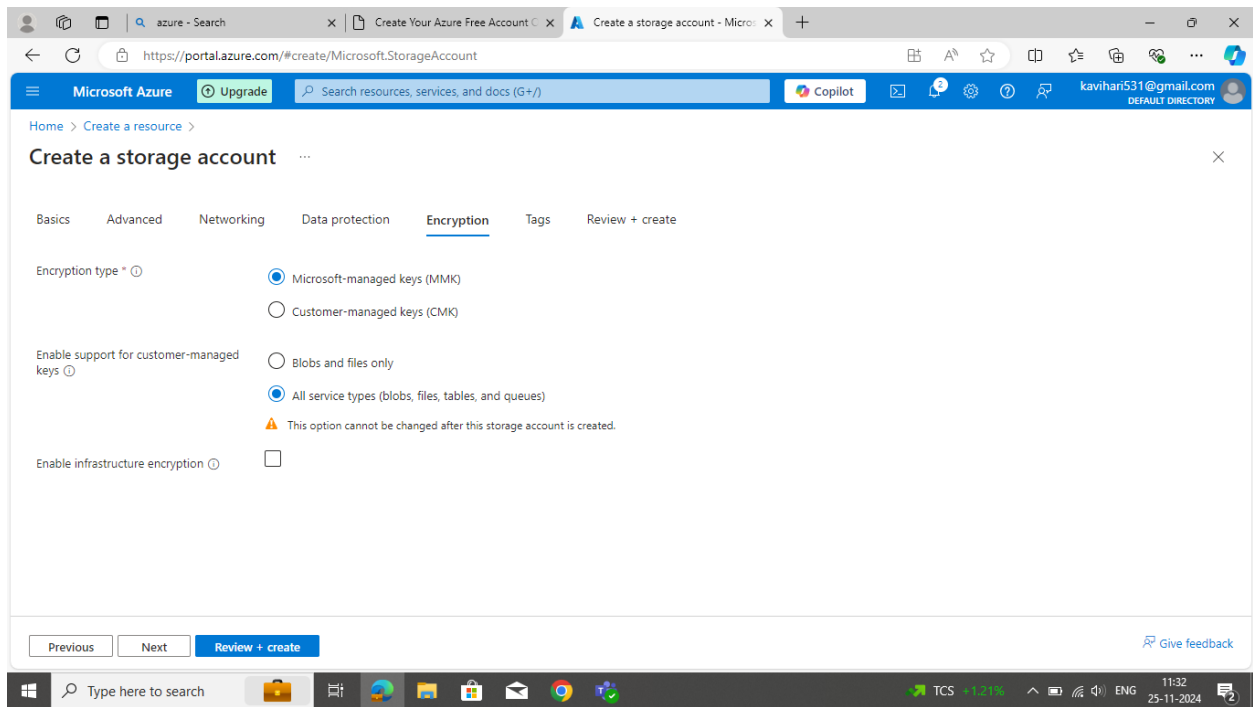 azure - Search
Create Your Azure Free Account O
Create a storage account - Micros
https://portal.azure.com/#create/Microsoft.StorageAccount
Microsoft Azure
Upgrade
Search resources, services, and docs (G+/)
Copilot
2
kavihari531@gmail.com
DEFAULT DIRECTORY
Home > Create a resource >
Create a storage account ...
Basics Advanced Networking Data protection Encryption Tags Review + create
Encryption type *
Microsoft-managed keys (MMK)
Customer-managed keys (CMK)
Enable support for customer-managed
keys
Blobs and files only
All service types (blobs, files, tables, and queues)
This option cannot be changed after this storage account is created.
Enable infrastructure encryption
Previous
Next
Review + create
Give feedback
Type here to search
TCS +1.21%
ENG
11:32
25-11-2024
2